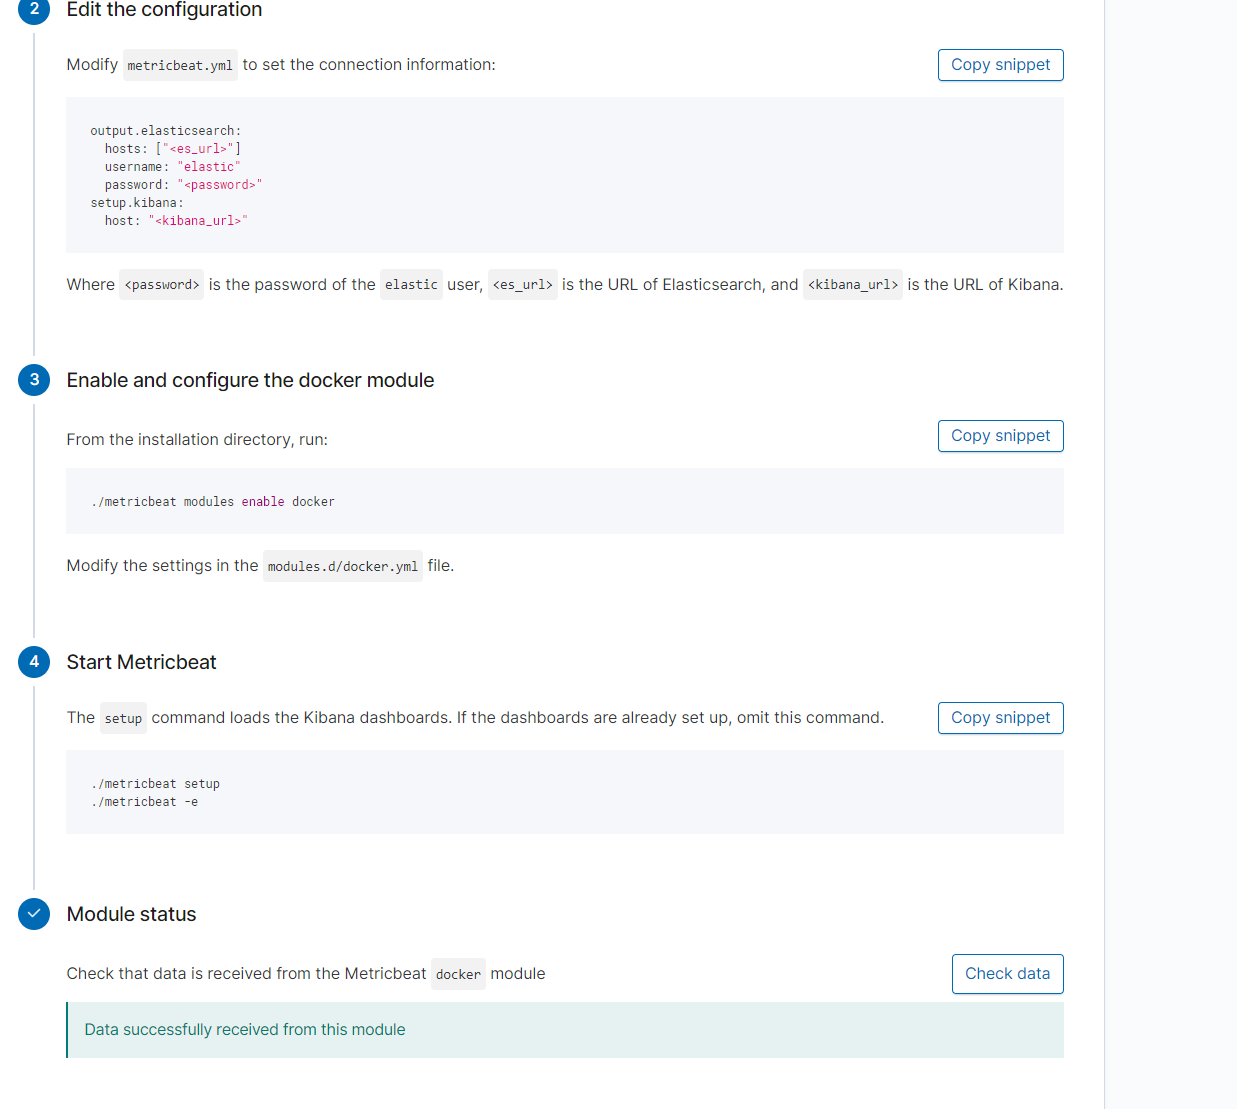 2 Edit the configuration
Modify metricbeat.yml to set the connection information:
Copy snippet
output.elasticsearch:
  hosts: ["<es_url>"]
  username: "elastic"
  password: "<password>"
setup.kibana:
  host: "<kibana_url>"
Where <password> is the password of the elastic user, <es_url> is the URL of Elasticsearch, and <kibana_url> is the URL of Kibana.
3 Enable and configure the docker module
From the installation directory, run:
Copy snippet
./metricbeat modules enable docker
Modify the settings in the modules.d/docker.yml file.
4 Start Metricbeat
The setup command loads the Kibana dashboards. If the dashboards are already set up, omit this command.
Copy snippet
./metricbeat setup
./metricbeat -e
Module status
Check that data is received from the Metricbeat docker module
Check data
Data successfully received from this module